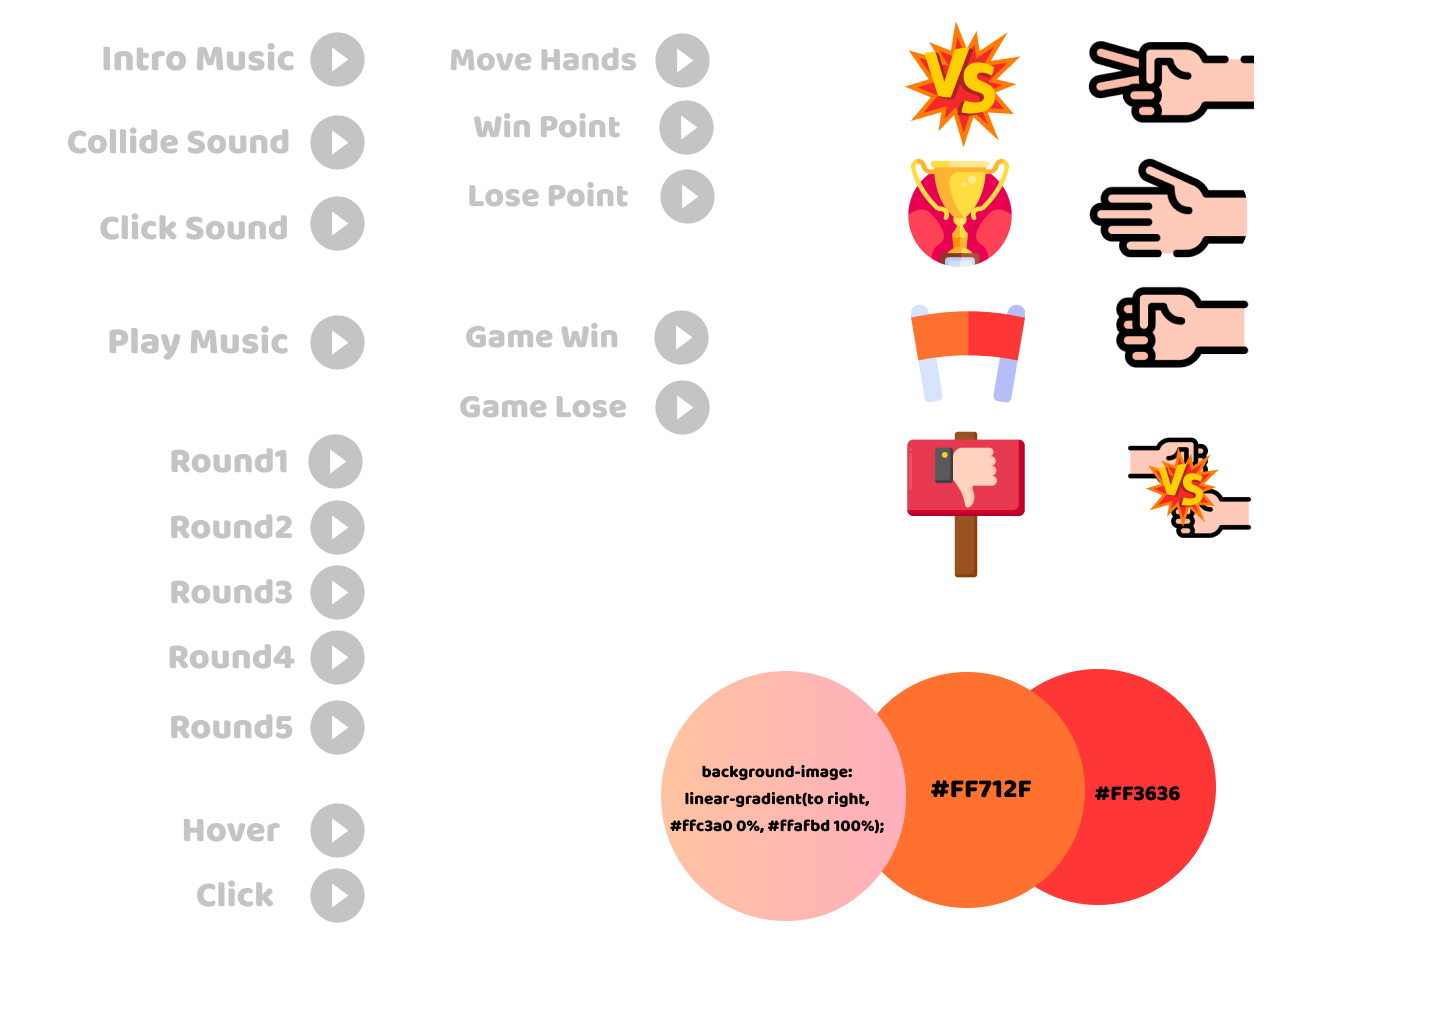 Intro Music
Collide Sound
Click Sound
Play Music
Round1
Round2
Round3
Round4
Round5
Hover
Click
Move Hands
Win Point
Lose Point
Game Win
Game Lose
VS
VS
background-image:
linear-gradient(to right,
#ffc3a0 0%, #ffafbd 100%);
#FF712F
#FF3636